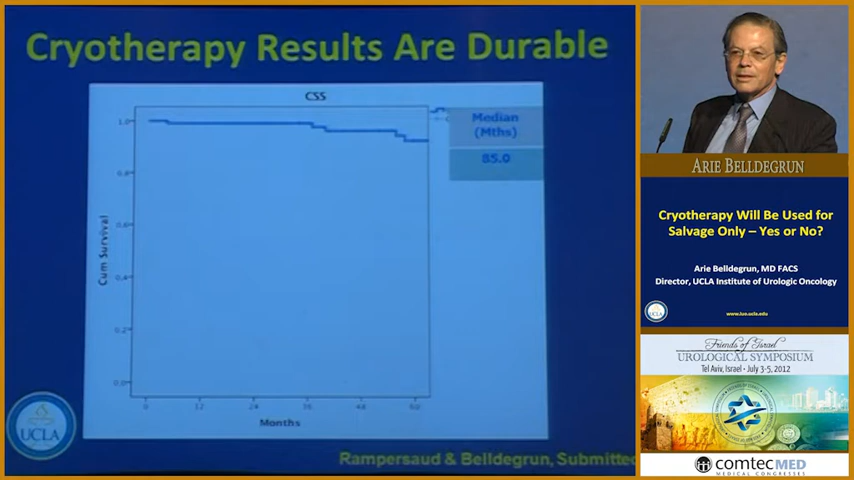 Cryotherapy Results Are Durable
CSS
Median
(Mths)
85.0
1.0
0.8
0.6
0.4
0.2
0.0
Cum Survival
0
12
24
36
48
60
Months
UCLA
Rampersaud & Belldegrun, Submitted
ARIE BELLDEGRUN
Cryotherapy Will Be Used for
Salvage Only – Yes or No?
Arie Belldegrun, MD FACS
Director, UCLA Institute of Urologic Oncology
UCLA
www.iuo.ucla.edu
Friends of Israel
UROLOGICAL SYMPOSIUM
Tel Aviv, Israel • July 3-5, 2012
comtecMED
MEDICAL CONGRESSES